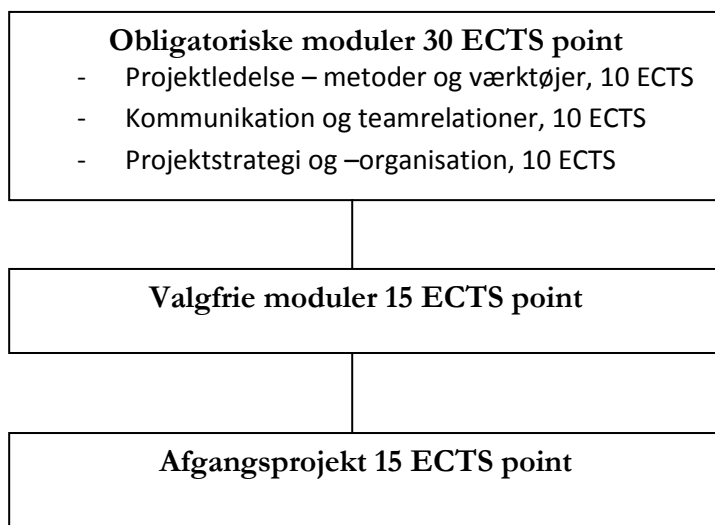 Obligatoriske moduler 30 ECTS point
- Projektledelse – metoder og værktøjer, 10 ECTS
- Kommunikation og teamrelationer, 10 ECTS
- Projektstrategi og –organisation, 10 ECTS
Valgfrie moduler 15 ECTS point
Afgangsprojekt 15 ECTS point